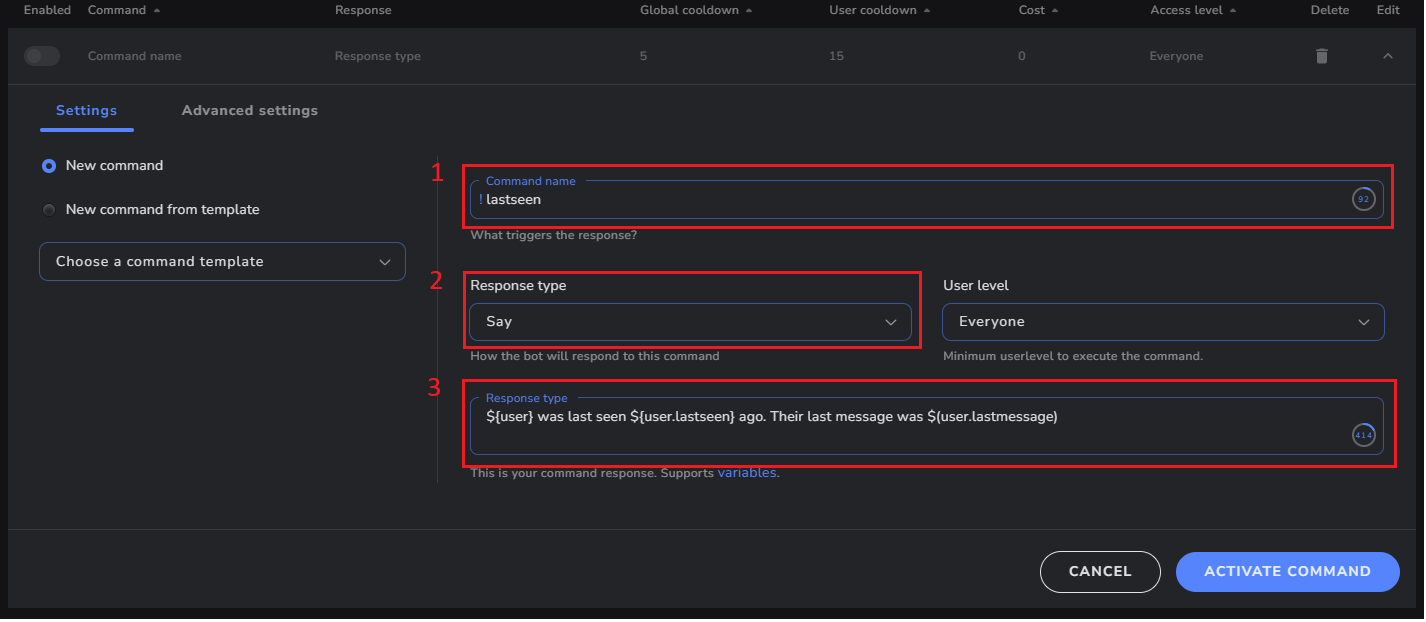 Enabled Command Response Global cooldown User cooldown Cost Access level Delete Edit
Command name Response type 5 15 0 Everyone
Settings Advanced settings
New command
New command from template
Choose a command template
1
Command name
! lastseen
92
What triggers the response?
2
Response type
Say
How the bot will respond to this command
User level
Everyone
Minimum userlevel to execute the command.
3
Response type
${user} was last seen ${user.lastseen} ago. Their last message was $(user.lastmessage)
414
This is your command response. Supports variables.
CANCEL ACTIVATE COMMAND